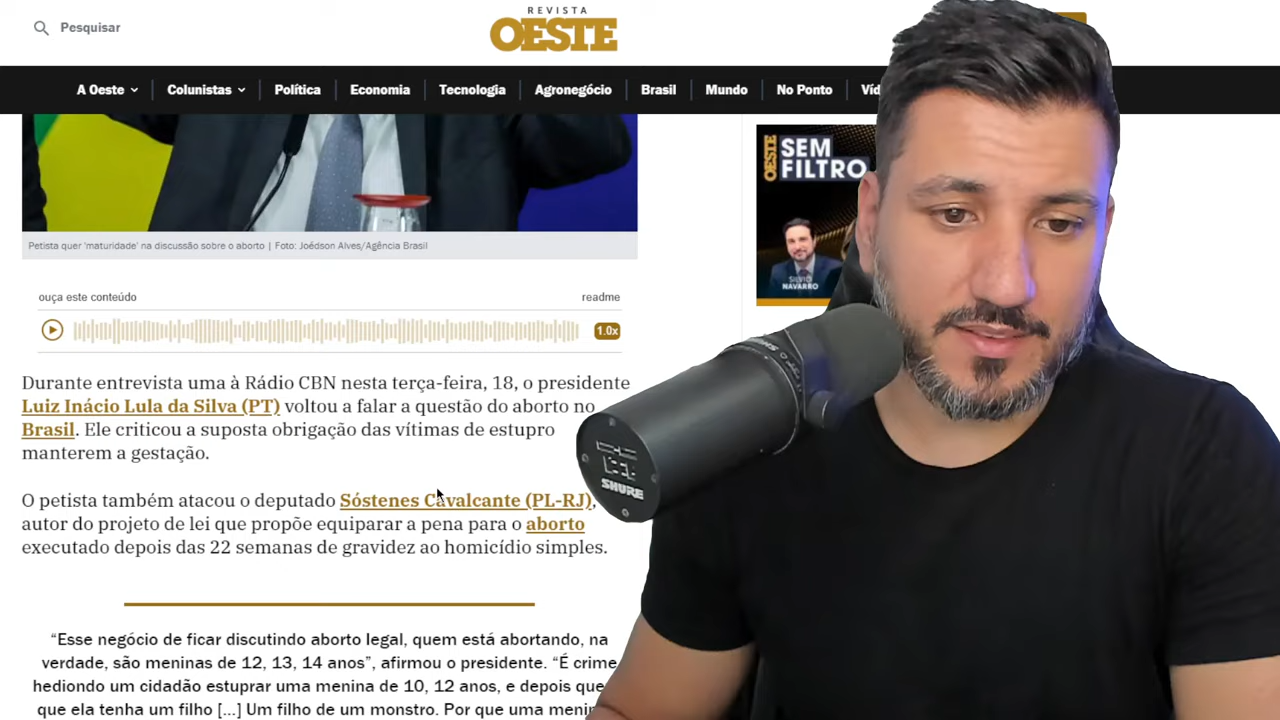 Pesquisar
REVISTA
OESTE
A Oeste
Colunistas
Política
Economia
Tecnologia
Agronegócio
Brasil
Mundo
No Ponto
Petista quer 'maturidade' na discussão sobre o aborto | Foto: Joédson Alves/Agência Brasil
OESTE
SEM
FILTRO
SILVIO
NAVARRO
ouça este conteúdo
readme
1.0x
Durante entrevista uma à Rádio CBN nesta terça-feira, 18, o presidente
Luiz Inácio Lula da Silva (PT) voltou a falar a questão do aborto no
Brasil. Ele criticou a suposta obrigação das vítimas de estupro
manterem a gestação.
O petista também atacou o deputado Sóstenes Cavalcante (PL-RJ),
autor do projeto de lei que propõe equiparar a pena para o aborto
executado depois das 22 semanas de gravidez ao homicídio simples.
“Esse negócio de ficar discutindo aborto legal, quem está abortando, na
verdade, são meninas de 12, 13, 14 anos”, afirmou o presidente. “É crime
hediondo um cidadão estuprar uma menina de 10, 12 anos, e depois que
que ela tenha um filho [...] Um filho de um monstro. Por que uma
SHURE
SHURE